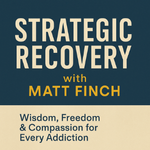 STRATEGIC
RECOVERY
with
MATT FINCH
Wisdom, Freedom
& Compassion for
Every Addiction